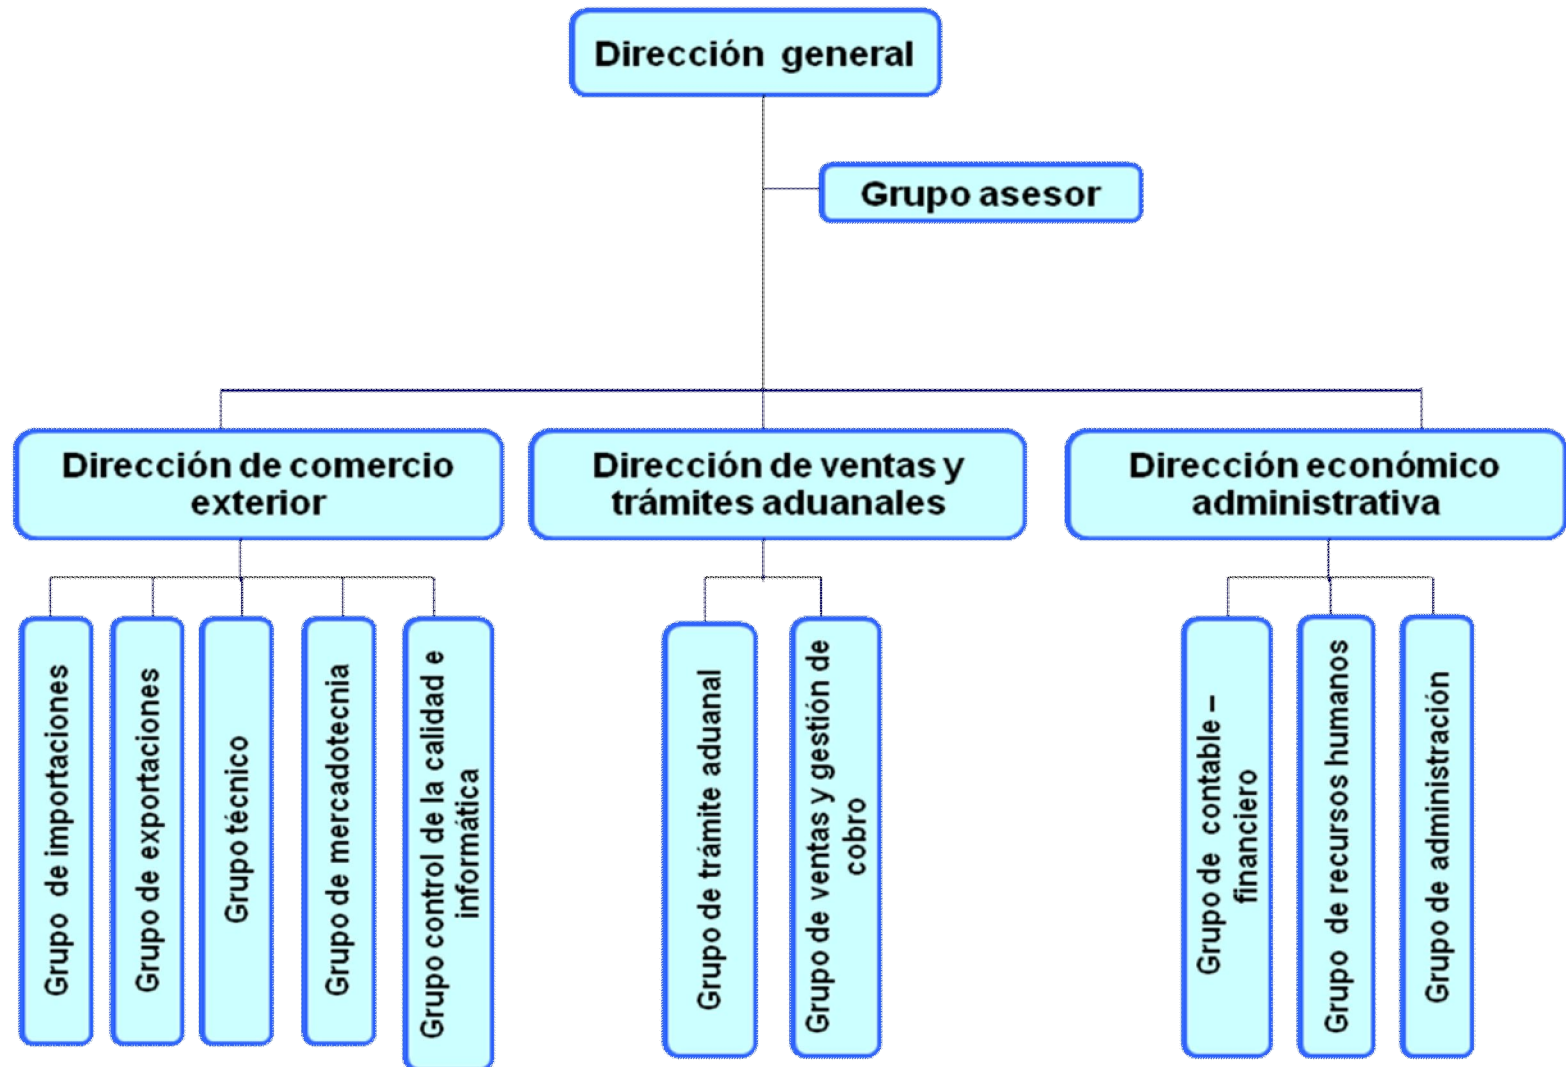 Dirección general
Grupo asesor
Dirección de comercio
exterior
Dirección de ventas y
trámites aduanales
Dirección económico
administrativa
Grupo de importaciones
Grupo de exportaciones
Grupo técnico
Grupo de mercadotecnia
Grupo control de la calidad e
informática
Grupo de trámite aduanal
Grupo de ventas y gestión de
cobro
Grupo de contable –
financiero
Grupo de recursos humanos
Grupo de administración